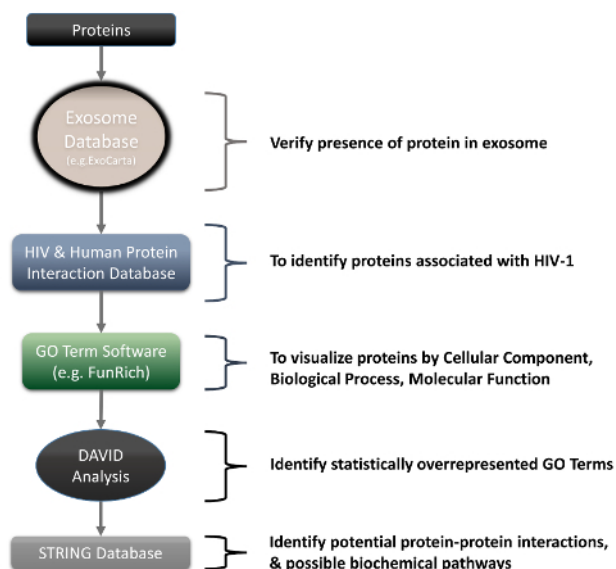 Proteins
Exosome
Database
(e.g.ExoCarta)
Verify presence of protein in exosome
HIV & Human Protein
Interaction Database
To identify proteins associated with HIV-1
GO Term Software
(e.g. FunRich)
To visualize proteins by Cellular Component,
Biological Process, Molecular Function
DAVID
Analysis
Identify statistically overrepresented GO Terms
STRING Database
Identify potential protein-protein interactions,
& possible biochemical pathways